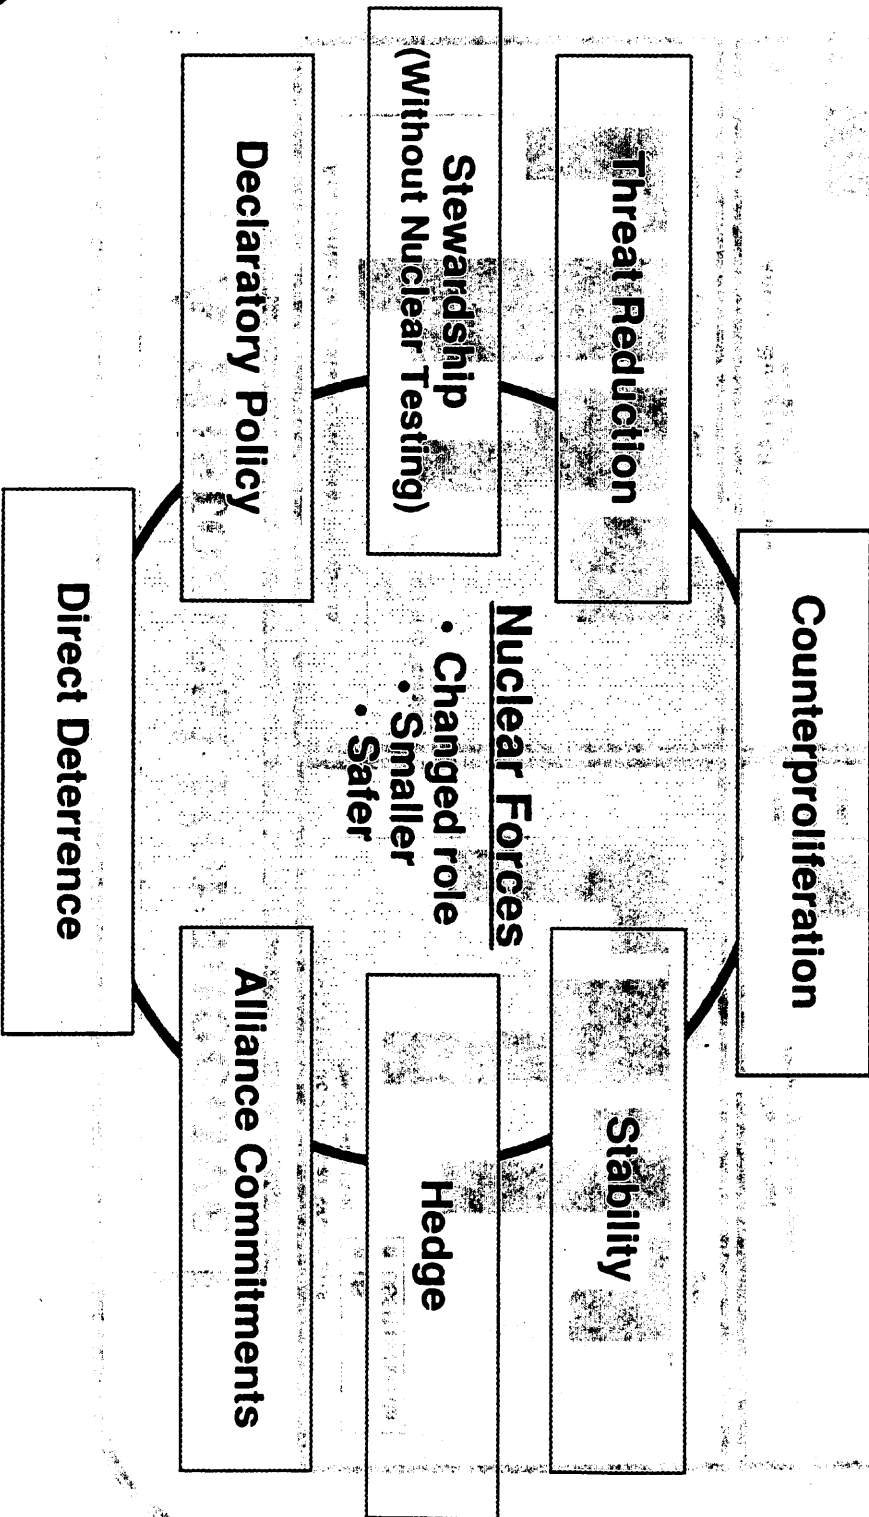 Counterproliferation
Threat Reduction
Stability
Stewardship
(Without Nuclear Testing)
Nuclear Forces
• Changed role
• Smaller
• Safer
Hedge
Declaratory Policy
Alliance Commitments
Direct Deterrence